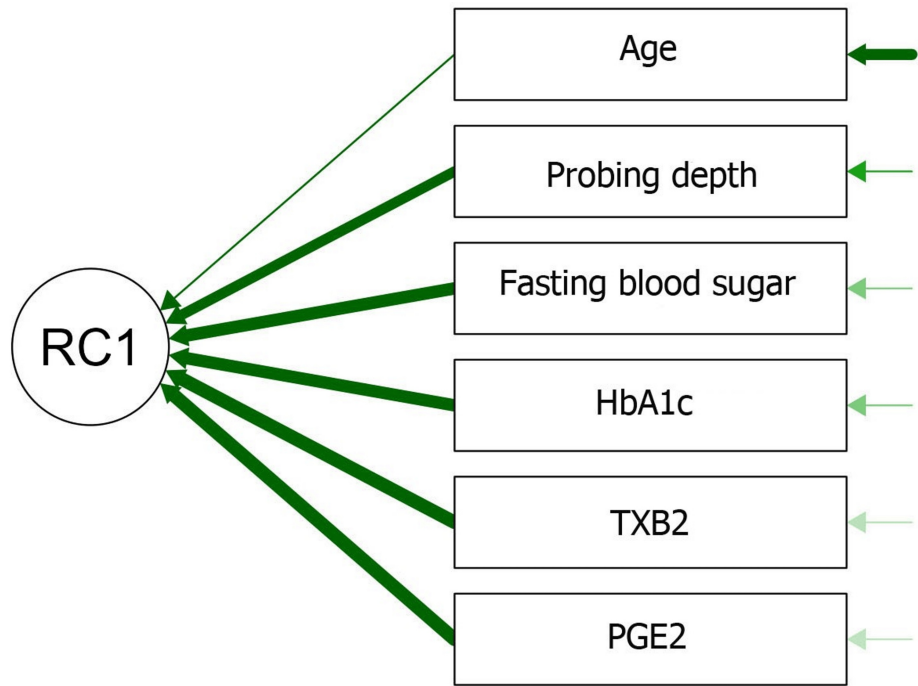 Age
Probing depth
Fasting blood sugar
RC1
HbA1c
TXB2
PGE2